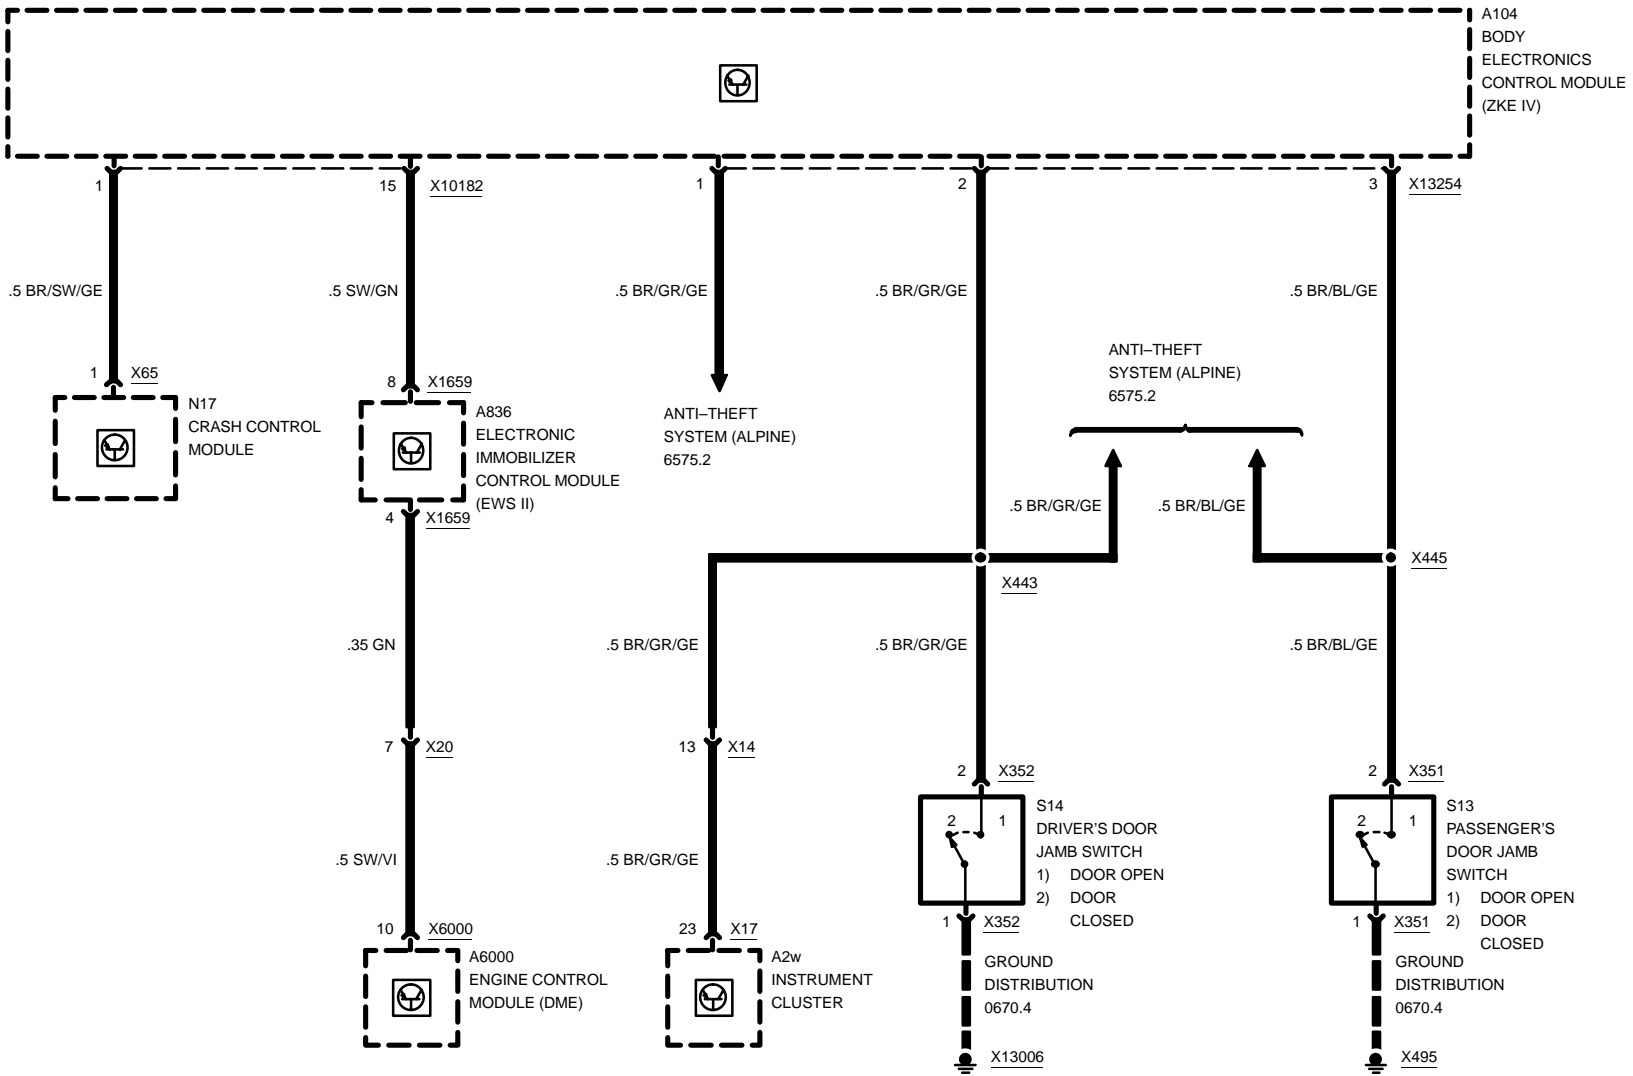 A104
BODY
ELECTRONICS
CONTROL MODULE
(ZKE IV)
1
15
X10182
1
2
3
X13254
.5 BR/SW/GE
.5 SW/GN
.5 BR/GR/GE
.5 BR/GR/GE
.5 BR/BL/GE
1
X65
N17
CRASH CONTROL
MODULE
8
X1659
A836
ELECTRONIC
IMMOBILIZER
CONTROL MODULE
(EWS II)
4
X1659
ANTI–THEFT
SYSTEM (ALPINE)
6575.2
ANTI–THEFT
SYSTEM (ALPINE)
6575.2
.5 BR/GR/GE
.5 BR/BL/GE
X443
X445
.35 GN
.5 BR/GR/GE
.5 BR/GR/GE
.5 BR/BL/GE
7
X20
13
X14
2
X352
2
X351
.5 SW/VI
.5 BR/GR/GE
2
1
S14
DRIVER'S DOOR
JAMB SWITCH
1) DOOR OPEN
2) DOOR
CLOSED
2
1
S13
PASSENGER'S
DOOR JAMB
SWITCH
1) DOOR OPEN
2) DOOR
CLOSED
10
X6000
A6000
ENGINE CONTROL
MODULE (DME)
23
X17
A2w
INSTRUMENT
CLUSTER
1
X352
GROUND
DISTRIBUTION
0670.4
X13006
1
X351
GROUND
DISTRIBUTION
0670.4
X495